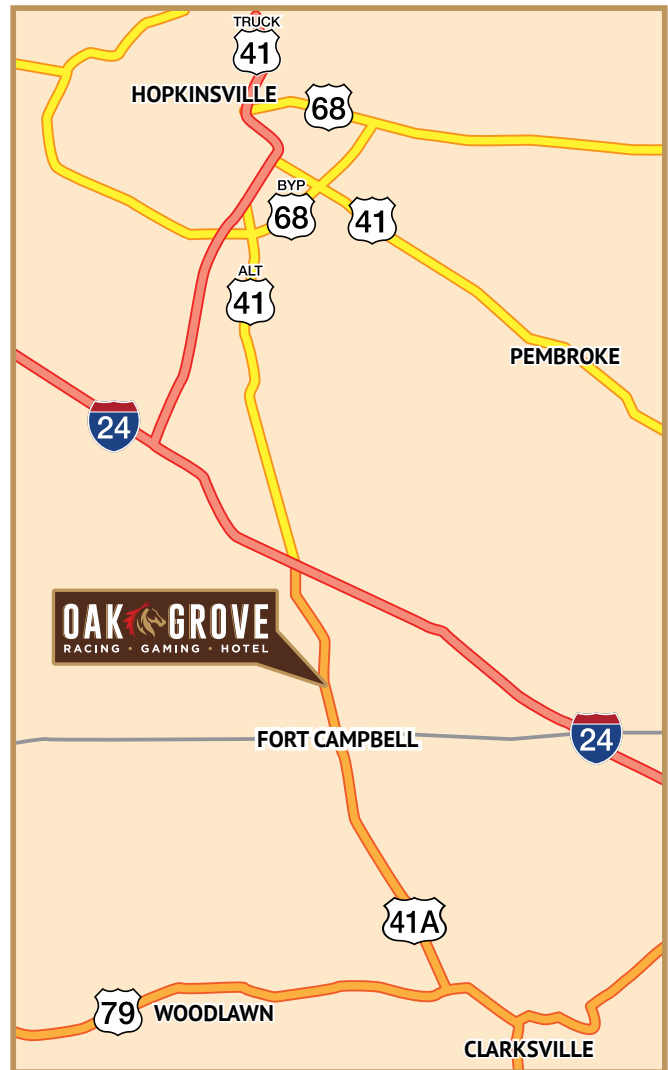 TRUCK
41
HOPKINSVILLE
68
BYP
68
41
ALT
41
PEMBROKE
24
OAK GROVE
RACING • GAMING • HOTEL
FORT CAMPBELL
24
41A
79
WOODLAWN
CLARKSVILLE